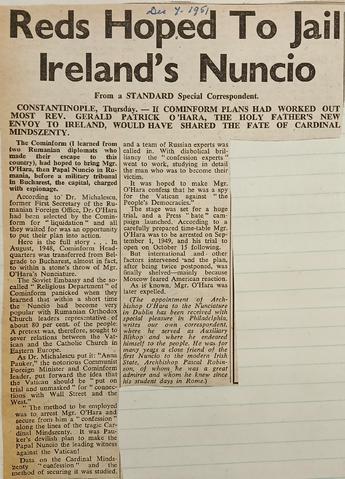 Dec 7. 1951
Reds Hoped To Jail
Ireland's Nuncio
From a STANDARD Special Correspondent.
CONSTANTINOPLE, Thursday. — If COMINFORM PLANS HAD WORKED OUT
MOST REV. GERALD PATRICK O'HARA, THE HOLY FATHER'S NEW
ENVOY TO IRELAND, WOULD HAVE SHARED THE FATE OF CARDINAL
MINDSZENTY.
The Cominform (I learned from
two Rumanian diplomats who
made their escape to this
country), had hoped to bring Mgr.
O'Hara, then Papal Nuncio in Ru-
mania, before a military tribunal
in Bucharest, the capital, charged
with espionage.
According to Dr. Michalescu,
former First Secretary of the Ru-
manian Foreign Office, Dr. O'Hara
had been selected by the Comin-
form for "liquidation" and all
they waited for was an opportunity
to put their plan into action.
Here is the full story . . . In
August, 1948, Cominform Head-
quarters was transferred from Bel-
grade to Bucharest, almost in fact,
to within a stone's throw of Mgr.
O'Hara's Nunciature.
The Soviet Embassy and the so-
called "Religious Department" of
Cominform was shocked when they
learned that within a short time
the Nuncio had become very
popular with Rumanian Orthodox
Church leaders representative of
about 80 per cent. of the people.
A pretext was, therefore, sought to
sever relations between the Vati-
can and the Catholic Church in
Eastern Europe.
As Dr. Michalescu put it: "Anna
Pauker, the notorious Communist
Foreign Minister and Cominform
leader, put forward the idea that
the Vatican should be "put on
trial and unmasked" for "connec-
tions with Wall Street and the
West."
"The method to be employed
was to arrest Mgr. O'Hara and
secure from him a "confession"
along the lines of the tragic Car-
dinal Mindszenty. It was Pau-
ker's devilish plan to make the
Papal Nuncio the leading witness
against the Vatican!
Data on the Cardinal Minds-
zenty "confession" and the
method of securing it was studied,
and a team of Russian experts was
called in. With diabolical bril-
liancy the "confession experts"
went to work, studying in detail
the man who was to become their
victim.
It was hoped to make Mgr.
O'Hara confess that he was a spy
for the Vatican against "the
People's Democracies."
The stage was set for a huge
trial, and a Press "hate" cam-
paign launched. According to a
carefully prepared time-table Mgr.
O'Hara was to be arrested on Sep-
tember 1, 1949, and his trial to
open on October 15 following.
But international and other
factors intervened and the plan,
after being twice postponed, was
finally shelved—mainly because
Moscow feared American reaction.
As is known, Mgr. O'Hara was
later expelled.
(The appointment of Arch-
bishop O'Hara to the Nunciature
in Dublin has been received with
special pleasure in Philadelphia,
writes our own correspondent,
where he served as Auxiliary
Bishop and where he endeared
himself to the people. He was for
many years a close friend of the
first Nuncio to the modern Irish
State, Archbishop Pascal Robin-
son, of whom he was a great
admirer and whom he knew since
his student days in Rome.)